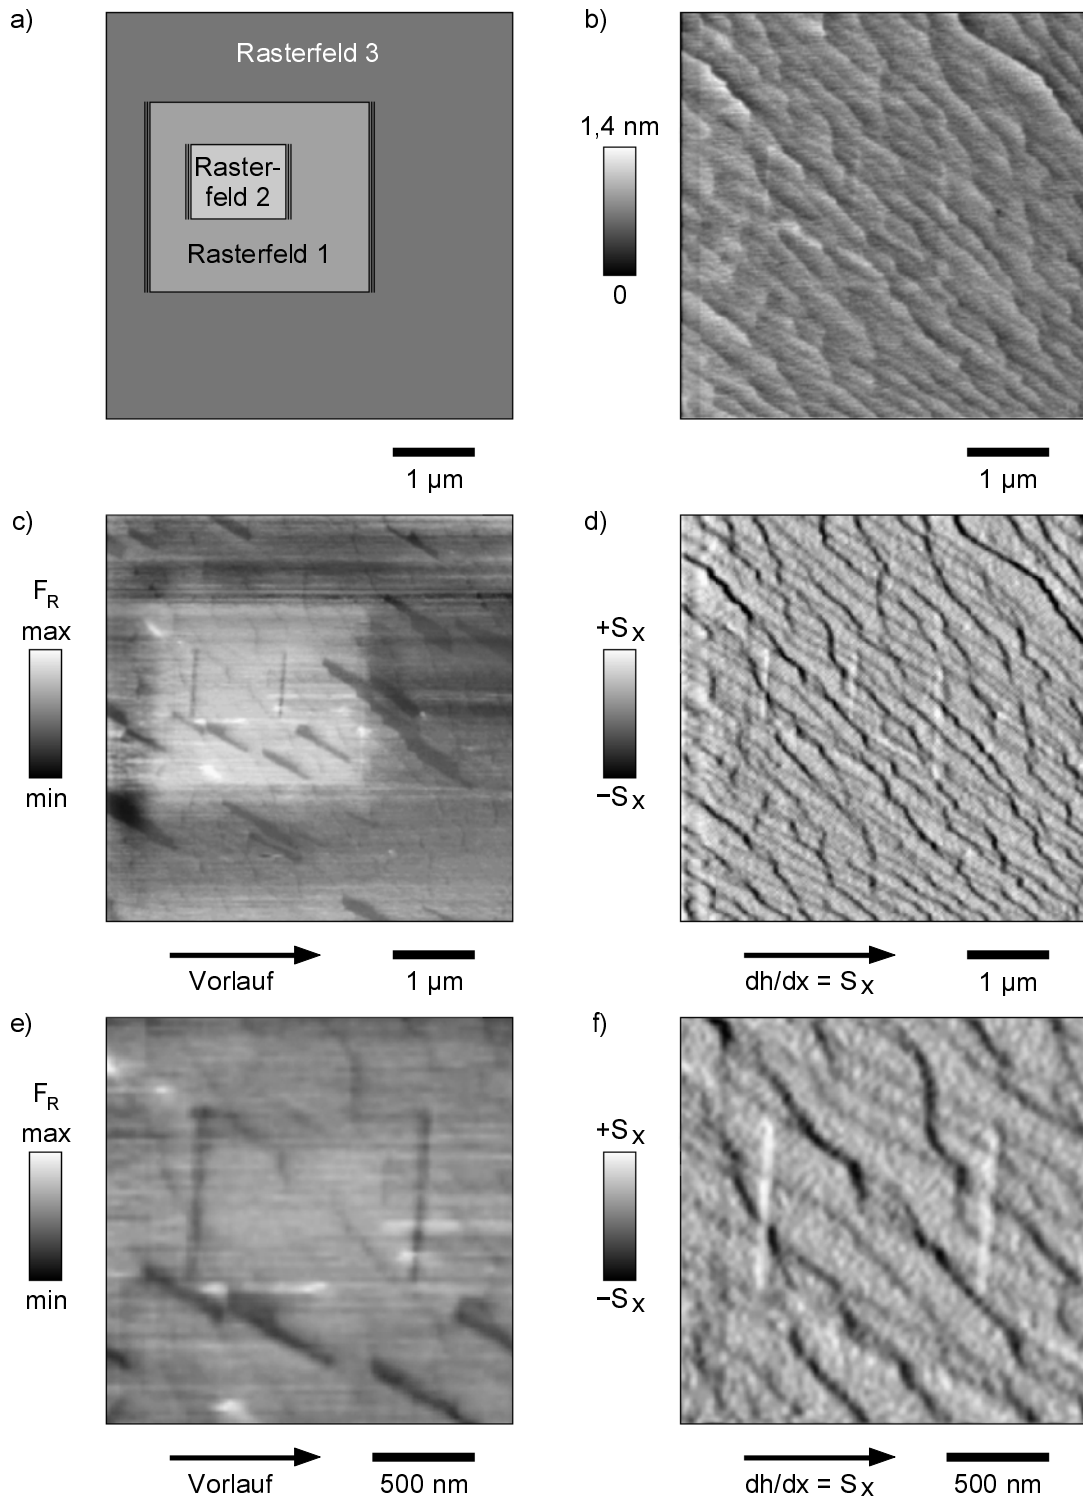 a)
Rasterfeld 3
Raster-
feld 2
Rasterfeld 1
1 µm
b)
1,4 nm
0
1 µm
c)
F_R
max
min
Vorlauf
1 µm
d)
+S_x
−S_x
dh/dx = S_x
1 µm
e)
F_R
max
min
Vorlauf
500 nm
f)
+S_x
−S_x
dh/dx = S_x
500 nm